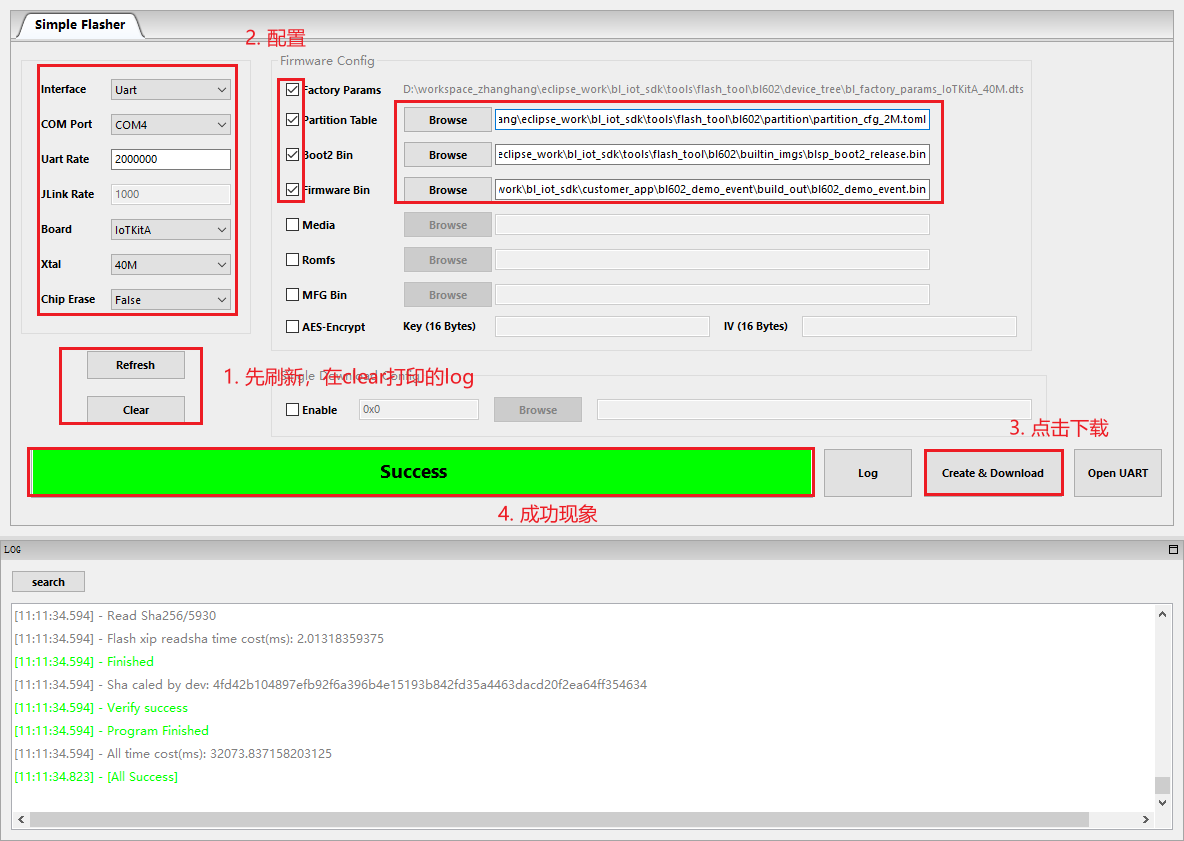 Simple Flasher
2. 配置
Interface
Uart
COM Port
COM4
Uart Rate
2000000
JLink Rate
1000
Board
IoTKitA
Xtal
40M
Chip Erase
False
Refresh
Clear
1. 先刷新，在clear打印的log
Firmware Config
Factory Params
D:\workspace_zhanghang\eclipse_work\bl_iot_sdk\tools\flash_tool\bl602\device_tree\bl_factory_params_IoTKitA_40M.dts
Partition Table
Browse
ang\eclipse_work\bl_iot_sdk\tools\flash_tool\bl602\partition\partition_cfg_2M.toml
Boot2 Bin
Browse
eclipse_work\bl_iot_sdk\tools\flash_tool\bl602\builtin_imgs\blsp_boot2_release.bin
Firmware Bin
Browse
work\bl_iot_sdk\customer_app\bl602_demo_event\build_out\bl602_demo_event.bin
Media
Browse
Romfs
Browse
MFG Bin
Browse
AES-Encrypt
Key (16 Bytes)
IV (16 Bytes)
Single Download Config
Enable
0x0
Browse
3. 点击下载
Success
Log
Create & Download
Open UART
4. 成功现象
LOG
search
[11:11:34.594] - Read Sha256/5930
[11:11:34.594] - Flash xip readsha time cost(ms): 2.01318359375
[11:11:34.594] - Finished
[11:11:34.594] - Sha caled by dev: 4fd42b104897efb92f6a396b4e15193b842fd35a4463dacd20f2ea64ff354634
[11:11:34.594] - Verify success
[11:11:34.594] - Program Finished
[11:11:34.594] - All time cost(ms): 32073.837158203125
[11:11:34.823] - [All Success]